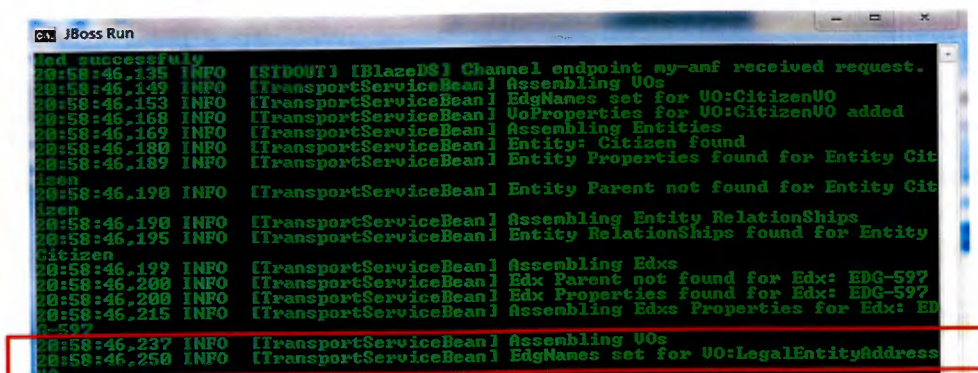 JBoss Run
ded successfuly
20:58:46,135 INFO [STDOUT] [BlazeDS] Channel endpoint my-amf received request.
20:58:46,149 INFO [TransportServiceBean] Assembling VOs
20:58:46,153 INFO [TransportServiceBean] EdgNames set for VO:CitizenVO
20:58:46,168 INFO [TransportServiceBean] VoProperties for VO:CitizenVO added
20:58:46,169 INFO [TransportServiceBean] Assembling Entities
20:58:46,180 INFO [TransportServiceBean] Entity: Citizen found
20:58:46,189 INFO [TransportServiceBean] Entity Properties found for Entity Cit
izen
20:58:46,190 INFO [TransportServiceBean] Entity Parent not found for Entity Cit
izen
20:58:46,190 INFO [TransportServiceBean] Assembling Entity RelationShips
20:58:46,195 INFO [TransportServiceBean] Entity RelationShips found for Entity
Citizen
20:58:46,199 INFO [TransportServiceBean] Assembling Edxs
20:58:46,200 INFO [TransportServiceBean] Edx Parent not found for Edx: EDG-597
20:58:46,200 INFO [TransportServiceBean] Edx Properties found for Edx: EDG-597
20:58:46,215 INFO [TransportServiceBean] Assembling Edxs Properties for Edx: ED
G-597
20:58:46,237 INFO [TransportServiceBean] Assembling VOs
20:58:46,250 INFO [TransportServiceBean] EdgNames set for VO:LegalEntityAddress